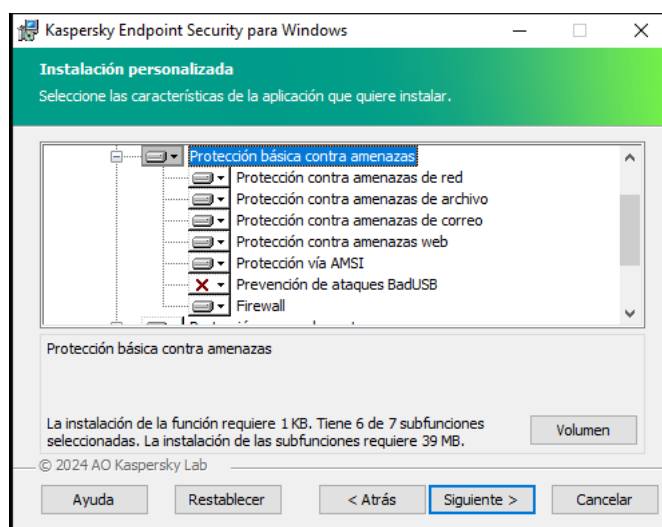 Kaspersky Endpoint Security para Windows
Instalación personalizada
Seleccione las características de la aplicación que quiere instalar.
Protección básica contra amenazas
Protección contra amenazas de red
Protección contra amenazas de archivo
Protección contra amenazas de correo
Protección contra amenazas web
Protección vía AMSI
Prevención de ataques BadUSB
Firewall
Protección básica contra amenazas
La instalación de la función requiere 1 KB. Tiene 6 de 7 subfunciones
seleccionadas. La instalación de las subfunciones requiere 39 MB.
Volumen
© 2024 AO Kaspersky Lab
Ayuda
Restablecer
< Atrás
Siguiente >
Cancelar